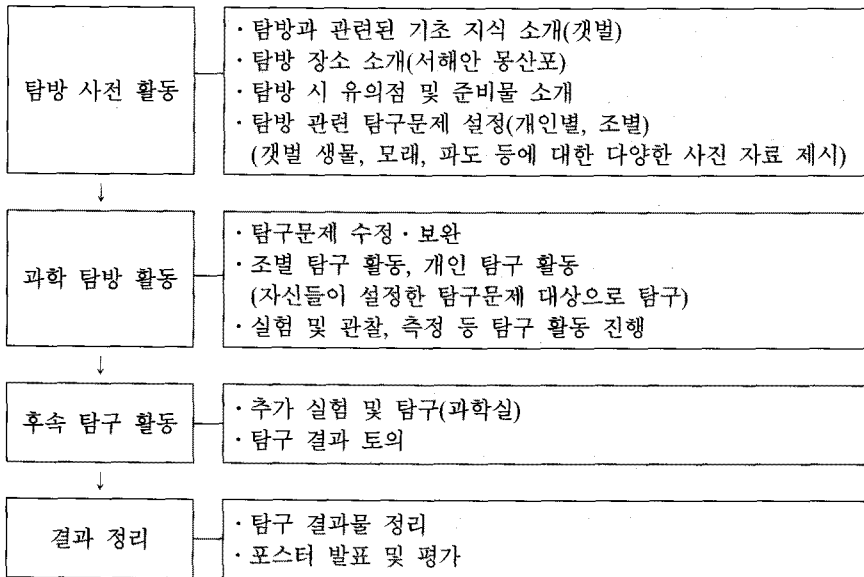 탐방 사전 활동
· 탐방과 관련된 기초 지식 소개(갯벌)
· 탐방 장소 소개(서해안 몽산포)
· 탐방 시 유의점 및 준비물 소개
· 탐방 관련 탐구문제 설정(개인별, 조별)
(갯벌 생물, 모래, 파도 등에 대한 다양한 사진 자료 제시)
↓
과학 탐방 활동
· 탐구문제 수정 · 보완
· 조별 탐구 활동, 개인 탐구 활동
(자신들이 설정한 탐구문제 대상으로 탐구)
· 실험 및 관찰, 측정 등 탐구 활동 진행
↓
후속 탐구 활동
· 추가 실험 및 탐구(과학실)
· 탐구 결과 토의
↓
결과 정리
· 탐구 결과물 정리
· 포스터 발표 및 평가